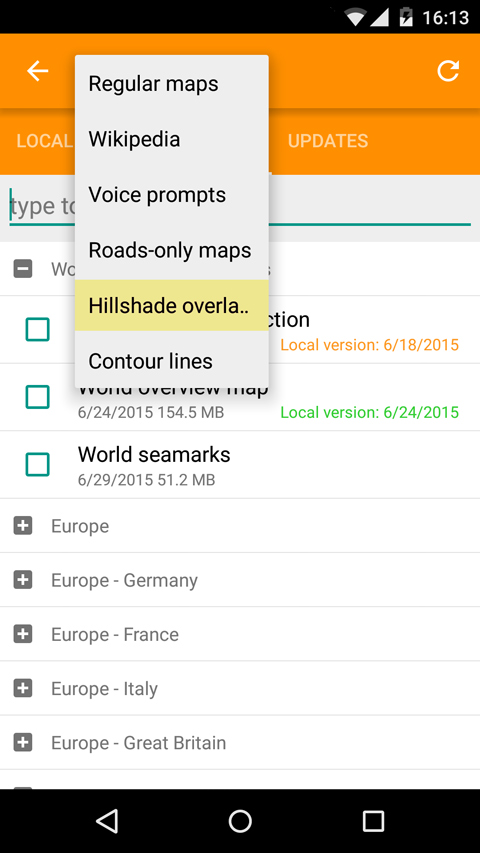 16:13
Regular maps
Wikipedia
Voice prompts
Roads-only maps
Hillshade overla..
Contour lines
LOCAL
UPDATES
type to
Wo
ction
Local version: 6/18/2015
World overview map
6/24/2015 154.5 MB
Local version: 6/24/2015
World seamarks
6/29/2015 51.2 MB
Europe
Europe - Germany
Europe - France
Europe - Italy
Europe - Great Britain